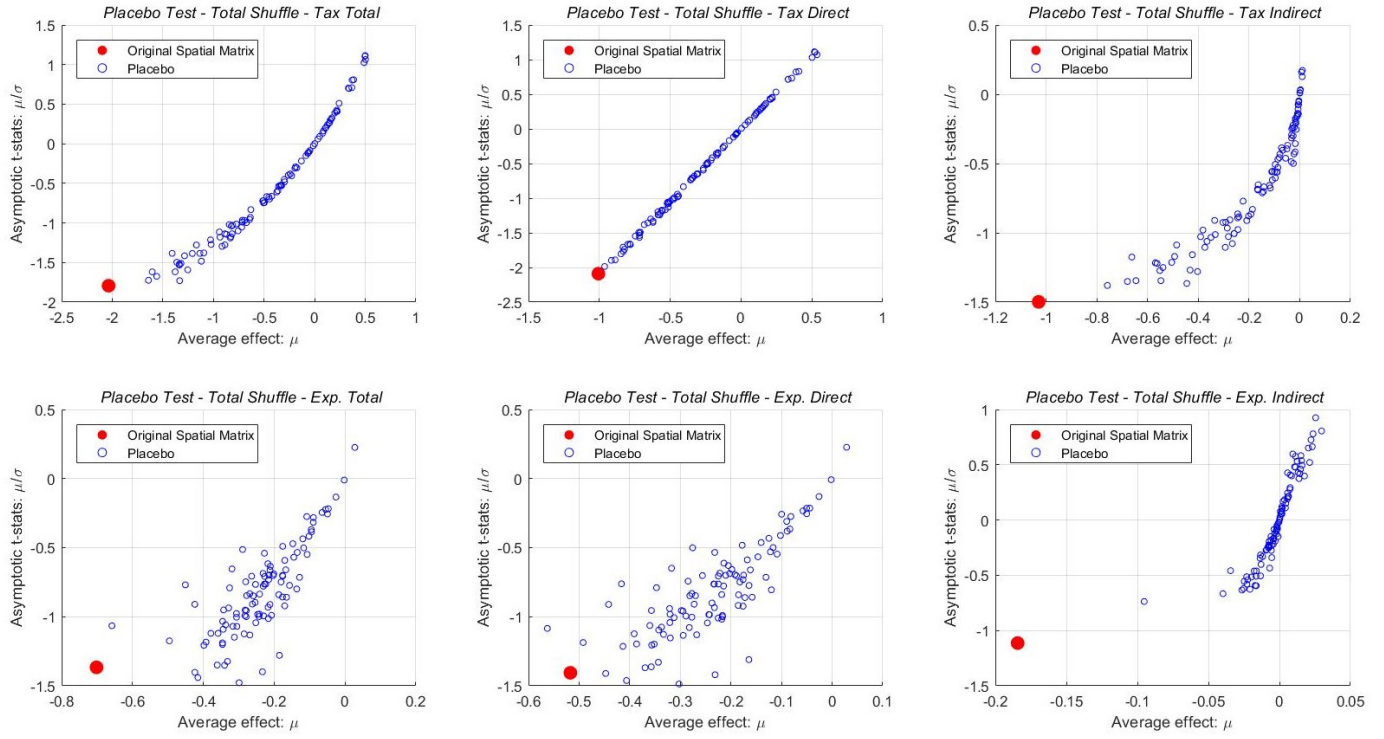 Placebo Test - Total Shuffle - Tax Total
Original Spatial Matrix
Placebo
Asymptotic t-stats: μ/σ
1.5
1
0.5
0
-0.5
-1
-1.5
-2
-2.5 -2 -1.5 -1 -0.5 0 0.5 1
Average effect: μ
Placebo Test - Total Shuffle - Tax Direct
Original Spatial Matrix
Placebo
Asymptotic t-stats: μ/σ
1.5
1
0.5
0
-0.5
-1
-1.5
-2
-2.5
-1.5 -1 -0.5 0 0.5 1
Average effect: μ
Placebo Test - Total Shuffle - Tax Indirect
Original Spatial Matrix
Placebo
Asymptotic t-stats: μ/σ
0.5
0
-0.5
-1
-1.5
-1.2 -1 -0.8 -0.6 -0.4 -0.2 0 0.2
Average effect: μ
Placebo Test - Total Shuffle - Exp. Total
Original Spatial Matrix
Placebo
Asymptotic t-stats: μ/σ
0.5
0
-0.5
-1
-1.5
-0.8 -0.6 -0.4 -0.2 0 0.2
Average effect: μ
Placebo Test - Total Shuffle - Exp. Direct
Original Spatial Matrix
Placebo
Asymptotic t-stats: μ/σ
0.5
0
-0.5
-1
-1.5
-0.6 -0.5 -0.4 -0.3 -0.2 -0.1 0 0.1
Average effect: μ
Placebo Test - Total Shuffle - Exp. Indirect
Original Spatial Matrix
Placebo
Asymptotic t-stats: μ/σ
1
0.5
0
-0.5
-1
-1.5
-0.2 -0.15 -0.1 -0.05 0 0.05
Average effect: μ